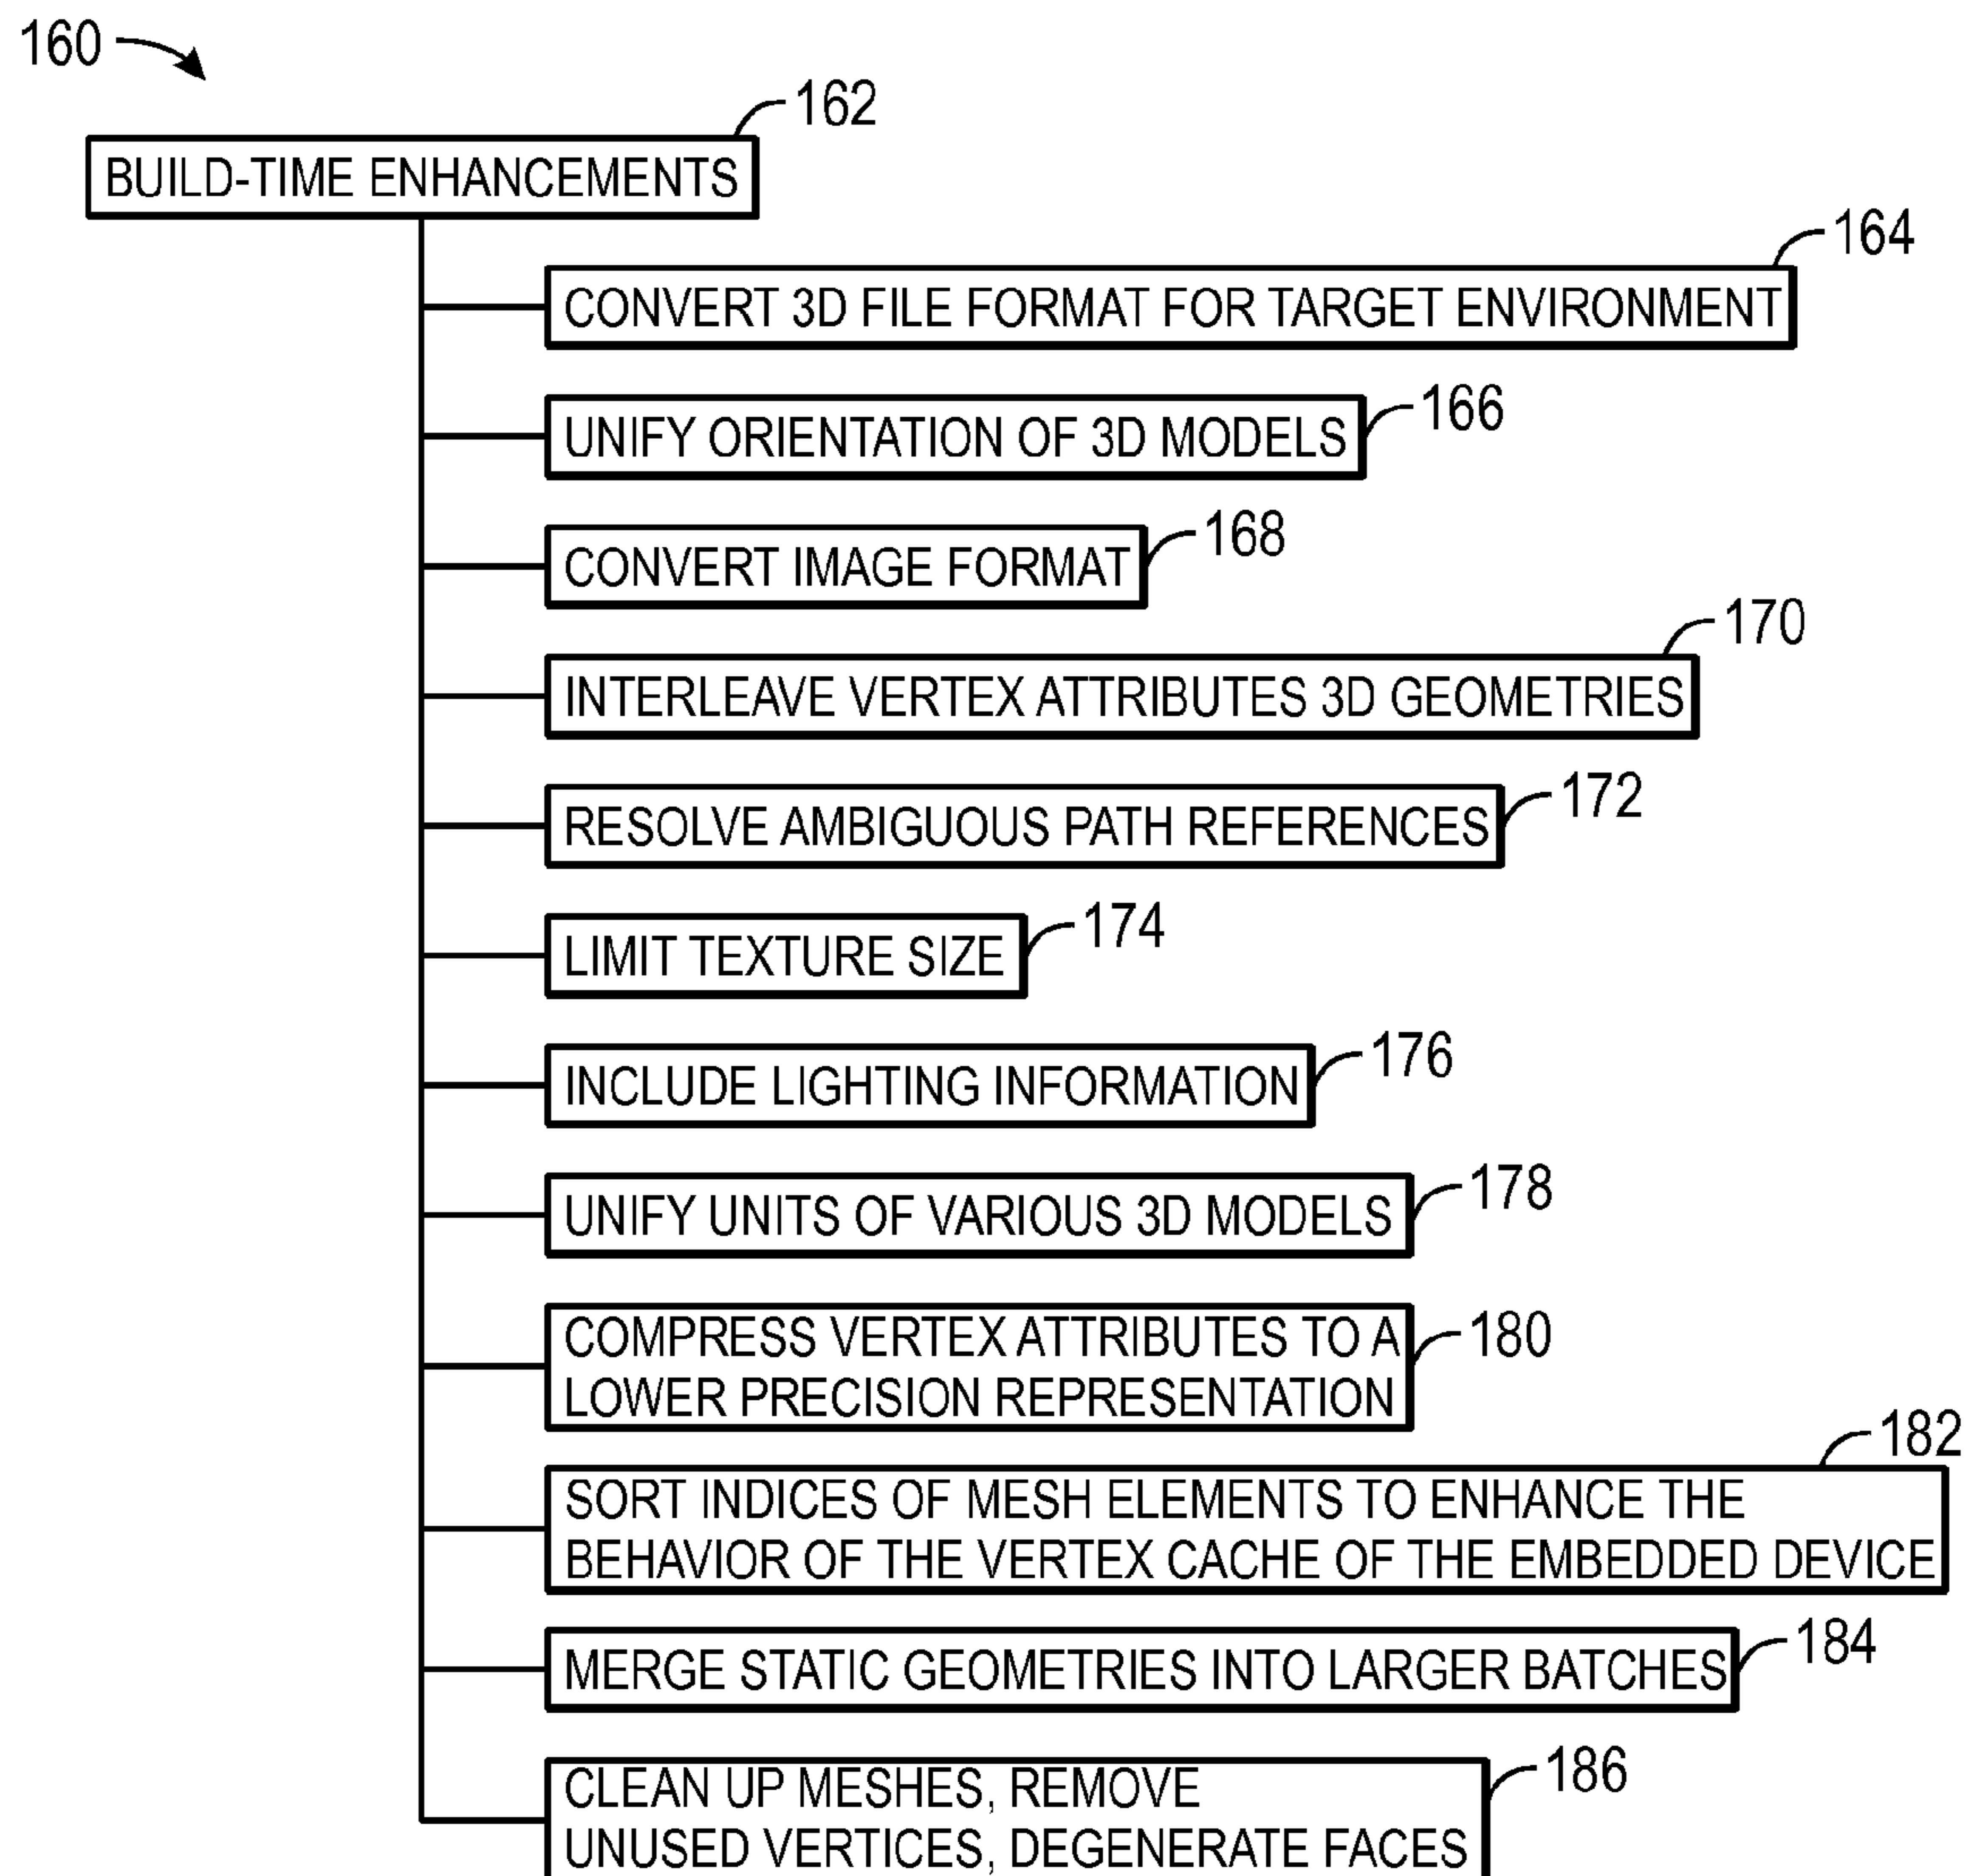 160
162
BUILD-TIME ENHANCEMENTS
164
CONVERT 3D FILE FORMAT FOR TARGET ENVIRONMENT
166
UNIFY ORIENTATION OF 3D MODELS
168
CONVERT IMAGE FORMAT
170
INTERLEAVE VERTEX ATTRIBUTES 3D GEOMETRIES
172
RESOLVE AMBIGUOUS PATH REFERENCES
174
LIMIT TEXTURE SIZE
176
INCLUDE LIGHTING INFORMATION
178
UNIFY UNITS OF VARIOUS 3D MODELS
180
COMPRESS VERTEX ATTRIBUTES TO A
LOWER PRECISION REPRESENTATION
182
SORT INDICES OF MESH ELEMENTS TO ENHANCE THE
BEHAVIOR OF THE VERTEX CACHE OF THE EMBEDDED DEVICE
184
MERGE STATIC GEOMETRIES INTO LARGER BATCHES
186
CLEAN UP MESHES, REMOVE
UNUSED VERTICES, DEGENERATE FACES